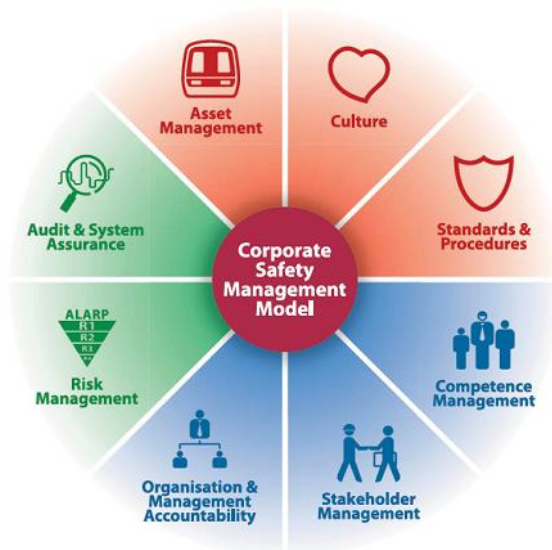 Corporate
Safety
Management
Model
Asset
Management
Culture
Standards &
Procedures
Competence
Management
Stakeholder
Management
Organisation &
Management
Accountability
ALARP
R1
R2
R3
Risk
Management
Audit & System
Assurance